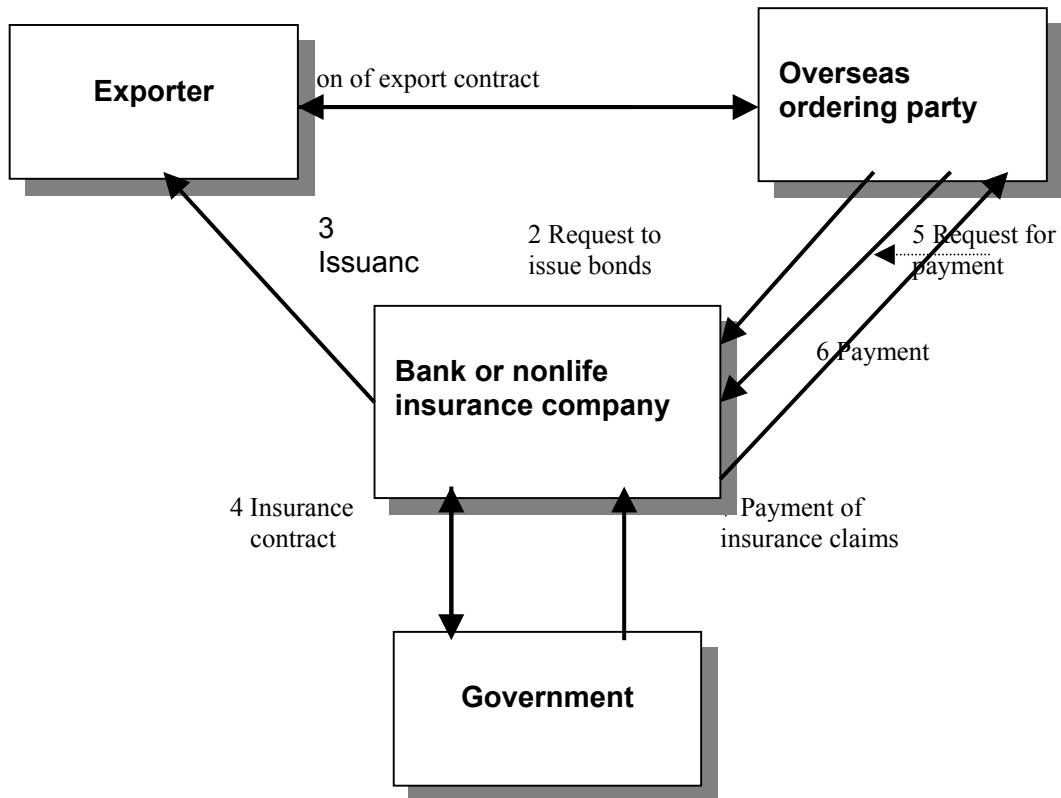 Exporter
on of export contract
Overseas
ordering party
3
Issuanc
2 Request to
issue bonds
5 Request for
payment
Bank or nonlife
insurance company
6 Payment
4 Insurance
contract
Payment of
insurance claims
Government